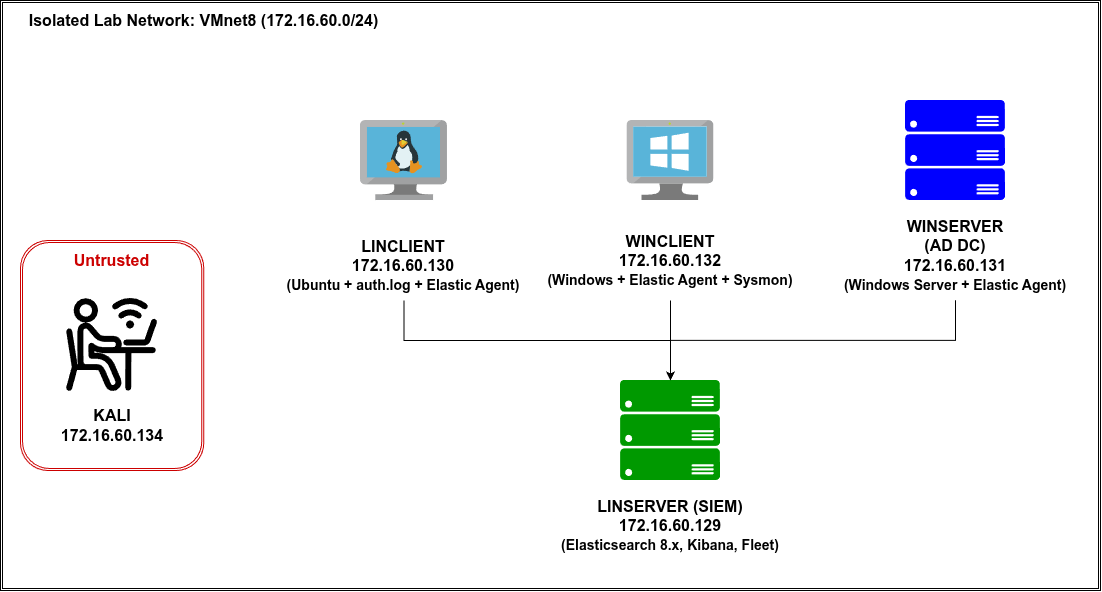 Isolated Lab Network: VMnet8 (172.16.60.0/24)
LINCLIENT
172.16.60.130
(Ubuntu + auth.log + Elastic Agent)
WINCLIENT
172.16.60.132
(Windows + Elastic Agent + Sysmon)
WINSERVER
(AD DC)
172.16.60.131
(Windows Server + Elastic Agent)
Untrusted
KALI
172.16.60.134
LINSERVER (SIEM)
172.16.60.129
(Elasticsearch 8.x, Kibana, Fleet)